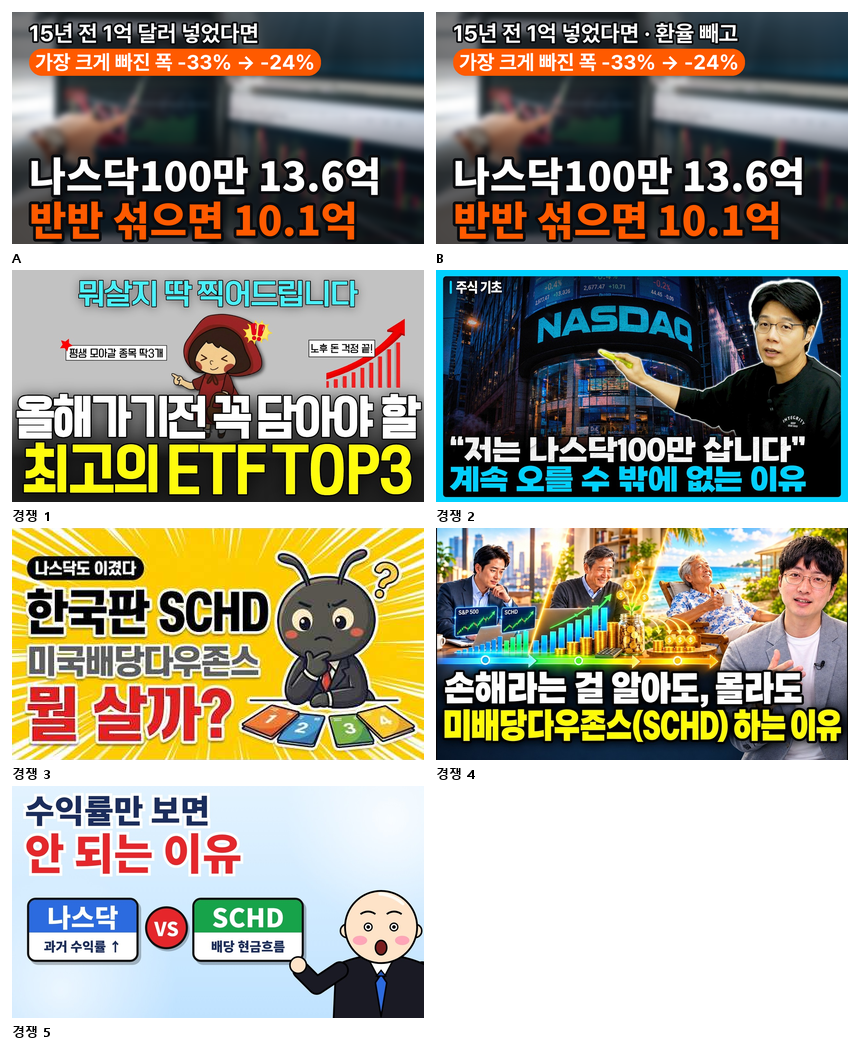 15년 전 1억 달러 넣었다면
가장 크게 빠진 폭 -33% → -24%
나스닥100만 13.6억
반반 섞으면 10.1억
A
15년 전 1억 넣었다면 · 환율 빼고
가장 크게 빠진 폭 -33% → -24%
나스닥100만 13.6억
반반 섞으면 10.1억
B
뭐살지 딱 찍어드립니다
평생 모아갈 종목 딱3개
노후 돈 걱정 끝!
올해가기전 꼭 담아야 할
최고의 ETF TOP3
경쟁 1
주식 기초
NASDAQ
INTEGRITY
“저는 나스닥100만 삽니다”
계속 오를 수 밖에 없는 이유
경쟁 2
나스닥도 이겼다
한국판 SCHD
미국배당다우존스
뭘 살까?
1 2 3 4
경쟁 3
S&P 500
SCHD
손해라는 걸 알아도, 몰라도
미배당다우존스(SCHD) 하는 이유
경쟁 4
수익률만 보면
안 되는 이유
나스닥
과거 수익률 ↑
VS
SCHD
배당 현금흐름
경쟁 5